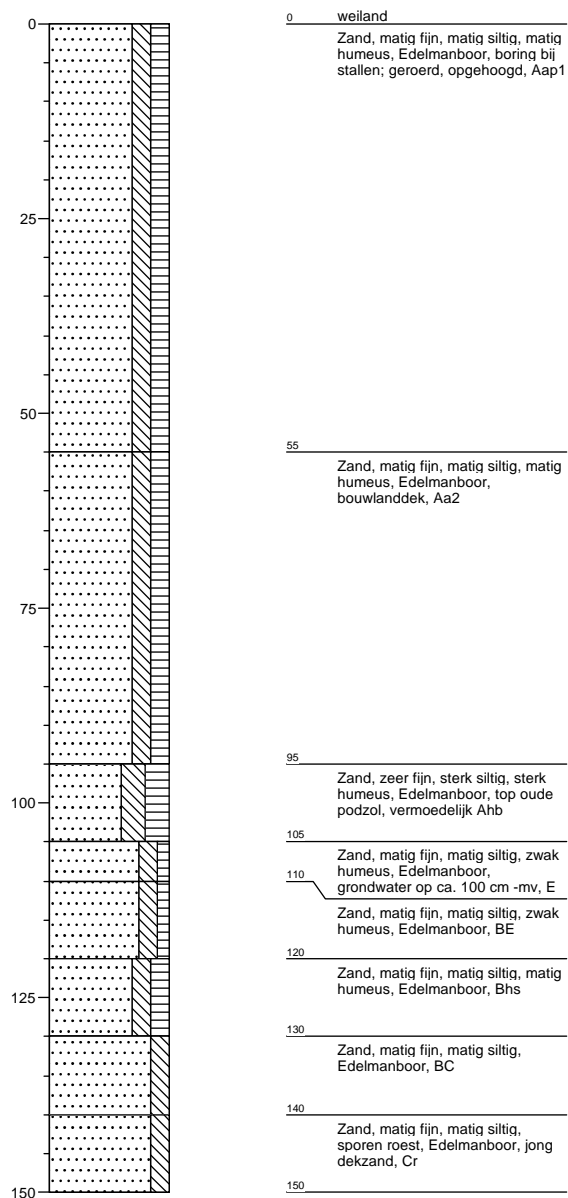 0
25
50
75
100
125
150
0 weiland
Zand, matig fijn, matig siltig, matig
humeus, Edelmanboor, boring bij
stallen; geroerd, opgehoogd, Aap1
55
Zand, matig fijn, matig siltig, matig
humeus, Edelmanboor,
bouwlanddek, Aa2
95
Zand, zeer fijn, sterk siltig, sterk
humeus, Edelmanboor, top oude
podzol, vermoedelijk Ahb
105
Zand, matig fijn, matig siltig, zwak
humeus, Edelmanboor,
grondwater op ca. 100 cm -mv, E
110
Zand, matig fijn, matig siltig, zwak
humeus, Edelmanboor, BE
120
Zand, matig fijn, matig siltig, matig
humeus, Edelmanboor, Bhs
130
Zand, matig fijn, matig siltig,
Edelmanboor, BC
140
Zand, matig fijn, matig siltig,
sporen roest, Edelmanboor, jong
dekzand, Cr
150